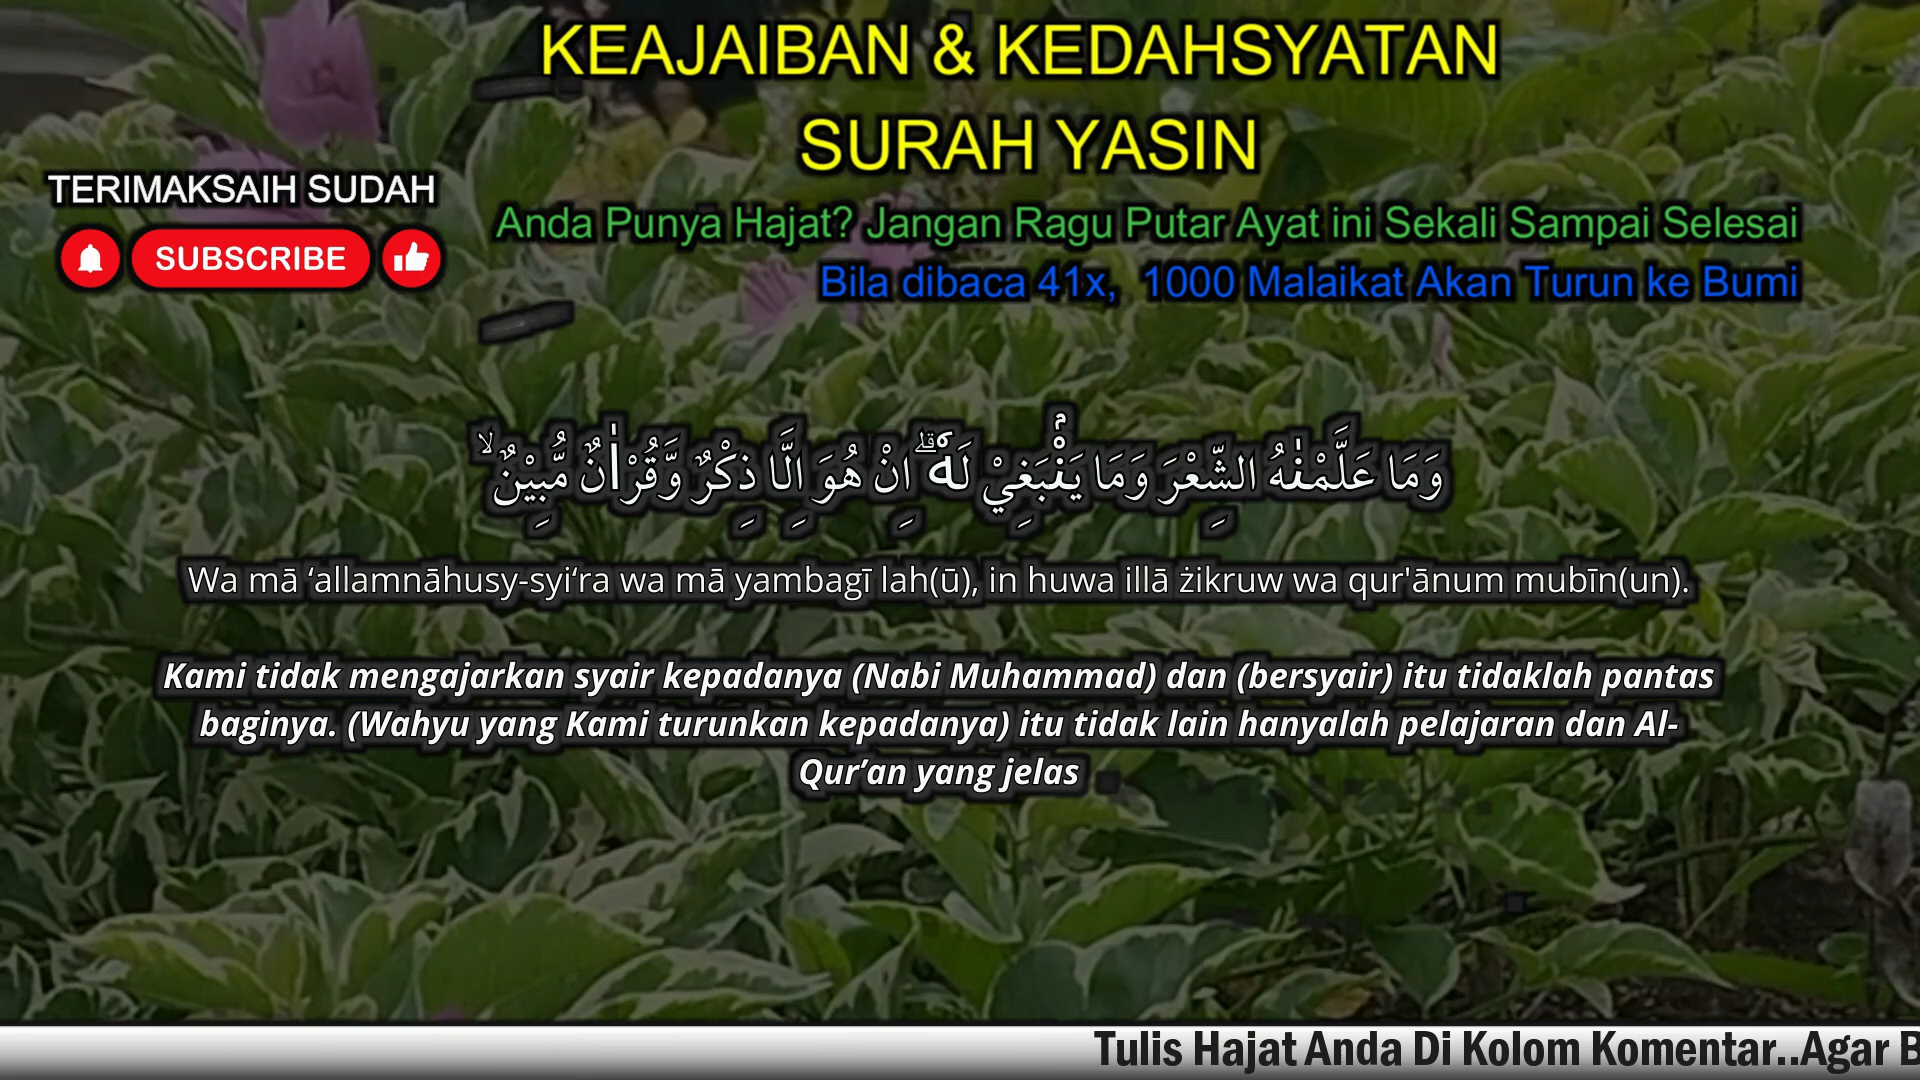 KEAJAIBAN & KEDAHSYATAN
SURAH YASIN
TERIMAKSAIH SUDAH
SUBSCRIBE
Anda Punya Hajat? Jangan Ragu Putar Ayat ini Sekali Sampai Selesai
Bila dibaca 41x, 1000 Malaikat Akan Turun ke Bumi
وَمَا عَلَّمْنٰهُ الشِّعْرَ وَمَا يَنْۢبَغِيْ لَهٗ ۗاِنْ هُوَ اِلَّا ذِكْرٌ وَّقُرْاٰنٌ مُّبِيْنٌ ۙ
Wa mā ‘allamnāhusy-syi‘ra wa mā yambagī lah(ū), in huwa illā żikruw wa qur'ānum mubīn(un).
Kami tidak mengajarkan syair kepadanya (Nabi Muhammad) dan (bersyair) itu tidaklah pantas
baginya. (Wahyu yang Kami turunkan kepadanya) itu tidak lain hanyalah pelajaran dan Al-
Qur’an yang jelas
Tulis Hajat Anda Di Kolom Komentar..Agar B